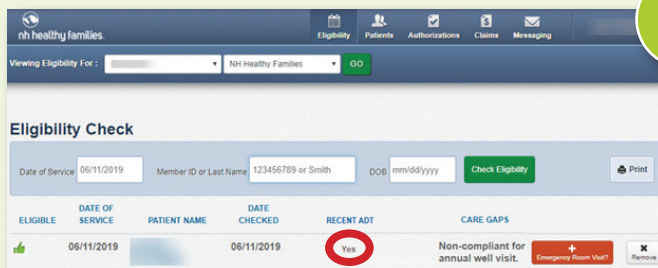 nh healthy families
Eligibility Patients Authorizations Claims Messaging
Viewing Eligibility For : NH Healthy Families GO
Eligibility Check
Date of Service 06/11/2019 Member ID or Last Name 123456789 or Smith DOB mm/dd/yyyy Check Eligibility Print
ELIGIBLE DATE OF SERVICE PATIENT NAME DATE CHECKED RECENT ADT CARE GAPS
06/11/2019 06/11/2019 Yes Non-compliant for annual well visit. Emergency Room Visit? Remove